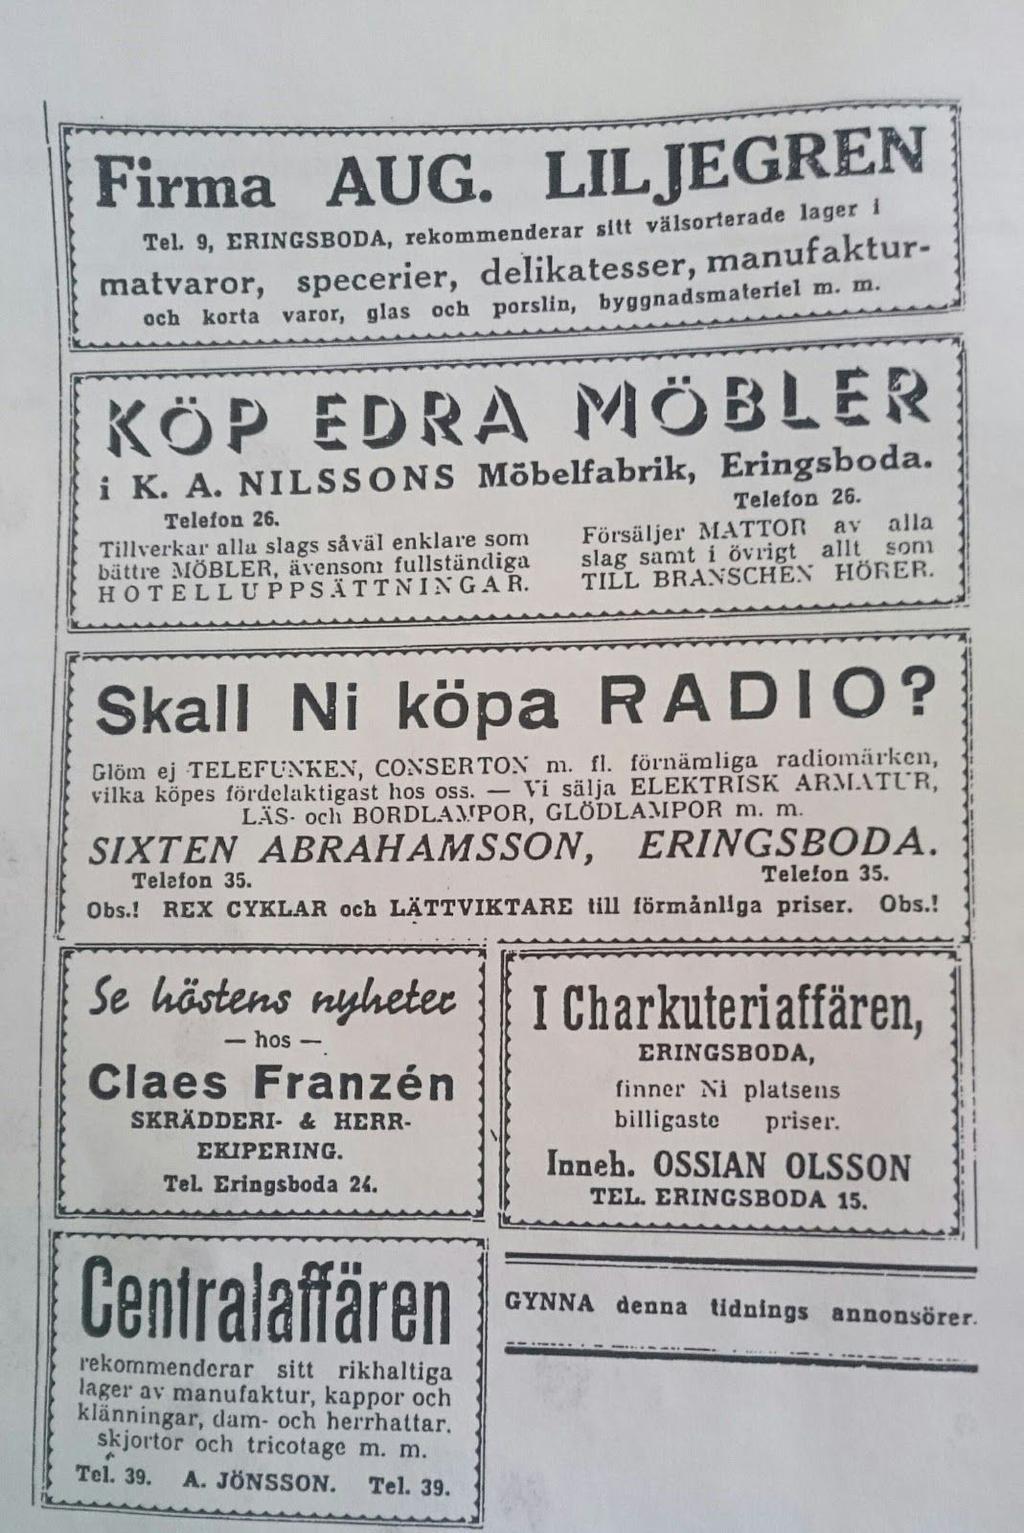 Firma AUG. LILJEGREN
Tel. 9, ERINGSBODA, rekommenderar sitt välsorterade lager i
matvaror, specerier, delikatesser, manufaktur-
och korta varor, glas och porslin, byggnadsmateriel m. m.
KÖP EDRA MÖBLER
i K. A. NILSSONS Möbelfabrik, Eringsboda.
Telefon 26.
Telefon 26.
Tillverkar alla slags såväl enklare som
bättre MÖBLER, ävensom fullständiga
HOTELLUPPSÄTTNINGAR.
Försäljer MATTOR av alla
slag samt i övrigt allt som
TILL BRANSCHEN HÖRER.
Skall Ni köpa RADIO?
Glöm ej TELEFUNKEN, CONSERTON m. fl. förnämliga radiomärken,
vilka köpes fördelaktigast hos oss. — Vi sälja ELEKTRISK ARMATUR,
LÄS- och BORDLAMPOR, GLÖDLAMPOR m. m.
SIXTEN ABRAHAMSSON, ERINGSBODA.
Telefon 35. Telefon 35.
Obs.! REX CYKLAR och LÄTTVIKTARE till förmånliga priser. Obs.!
Se höstens nyheter
— hos —
Claes Franzén
SKRÄDDERI- & HERR-
EKIPERING.
Tel. Eringsboda 24.
I Charkuteriaffären,
ERINGSBODA,
finner Ni platsens
billigaste priser.
Inneh. OSSIAN OLSSON
TEL. ERINGSBODA 15.
Centralaffären
rekommenderar sitt rikhaltiga
lager av manufaktur, kappor och
klänningar, dam- och herrhattar.
skjortor och tricotage m. m.
Tel. 39. A. JÖNSSON. Tel. 39.
GYNNA denna tidnings annonsörer.